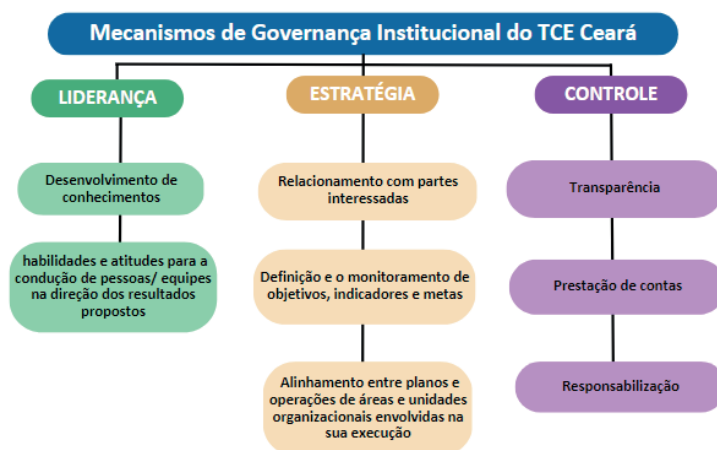 Mecanismos de Governança Institucional do TCE Ceará
LIDERANÇA
Desenvolvimento de
conhecimentos
habilidades e atitudes para a
condução de pessoas/ equipes
na direção dos resultados
propostos
ESTRATÉGIA
Relacionamento com partes
interessadas
Definição e o monitoramento de
objetivos, indicadores e metas
Alinhamento entre planos e
operações de áreas e unidades
organizacionais envolvidas na
sua execução
CONTROLE
Transparência
Prestação de contas
Responsabilização